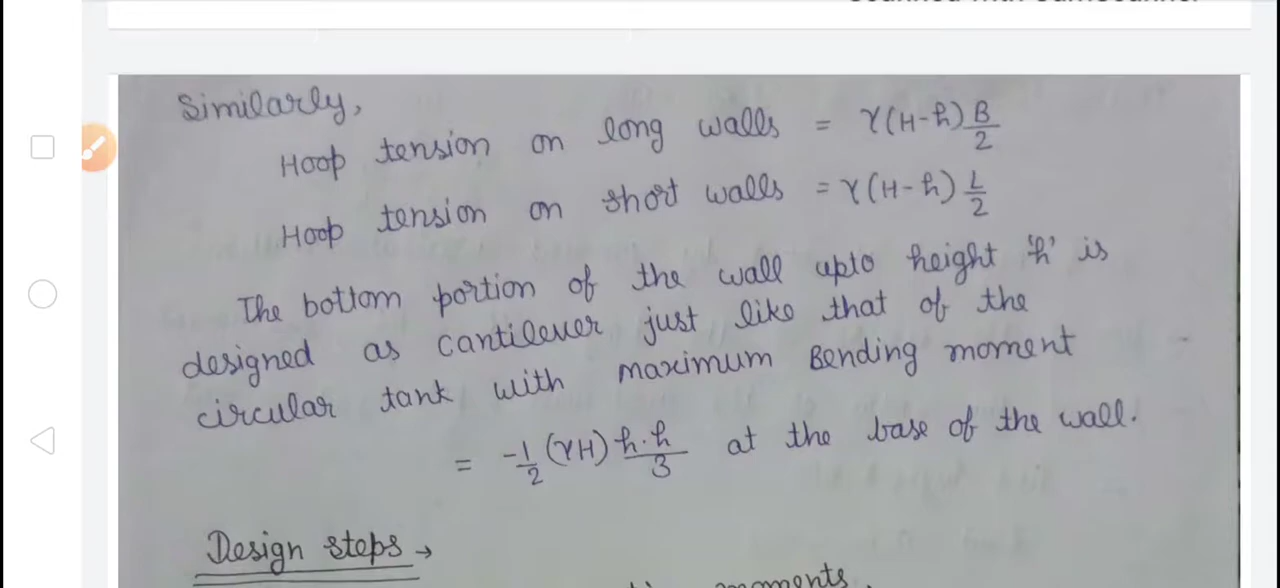 Similarly,
Hoop tension on long walls = γ(H-h) B/2
Hoop tension on short walls = γ(H-h) L/2
The bottom portion of the wall upto height 'h' is
designed as cantilever just like that of the
circular tank with maximum Bending moment
= -1/2 (γH) h·h/3 at the base of the wall.
Design steps →
moments.